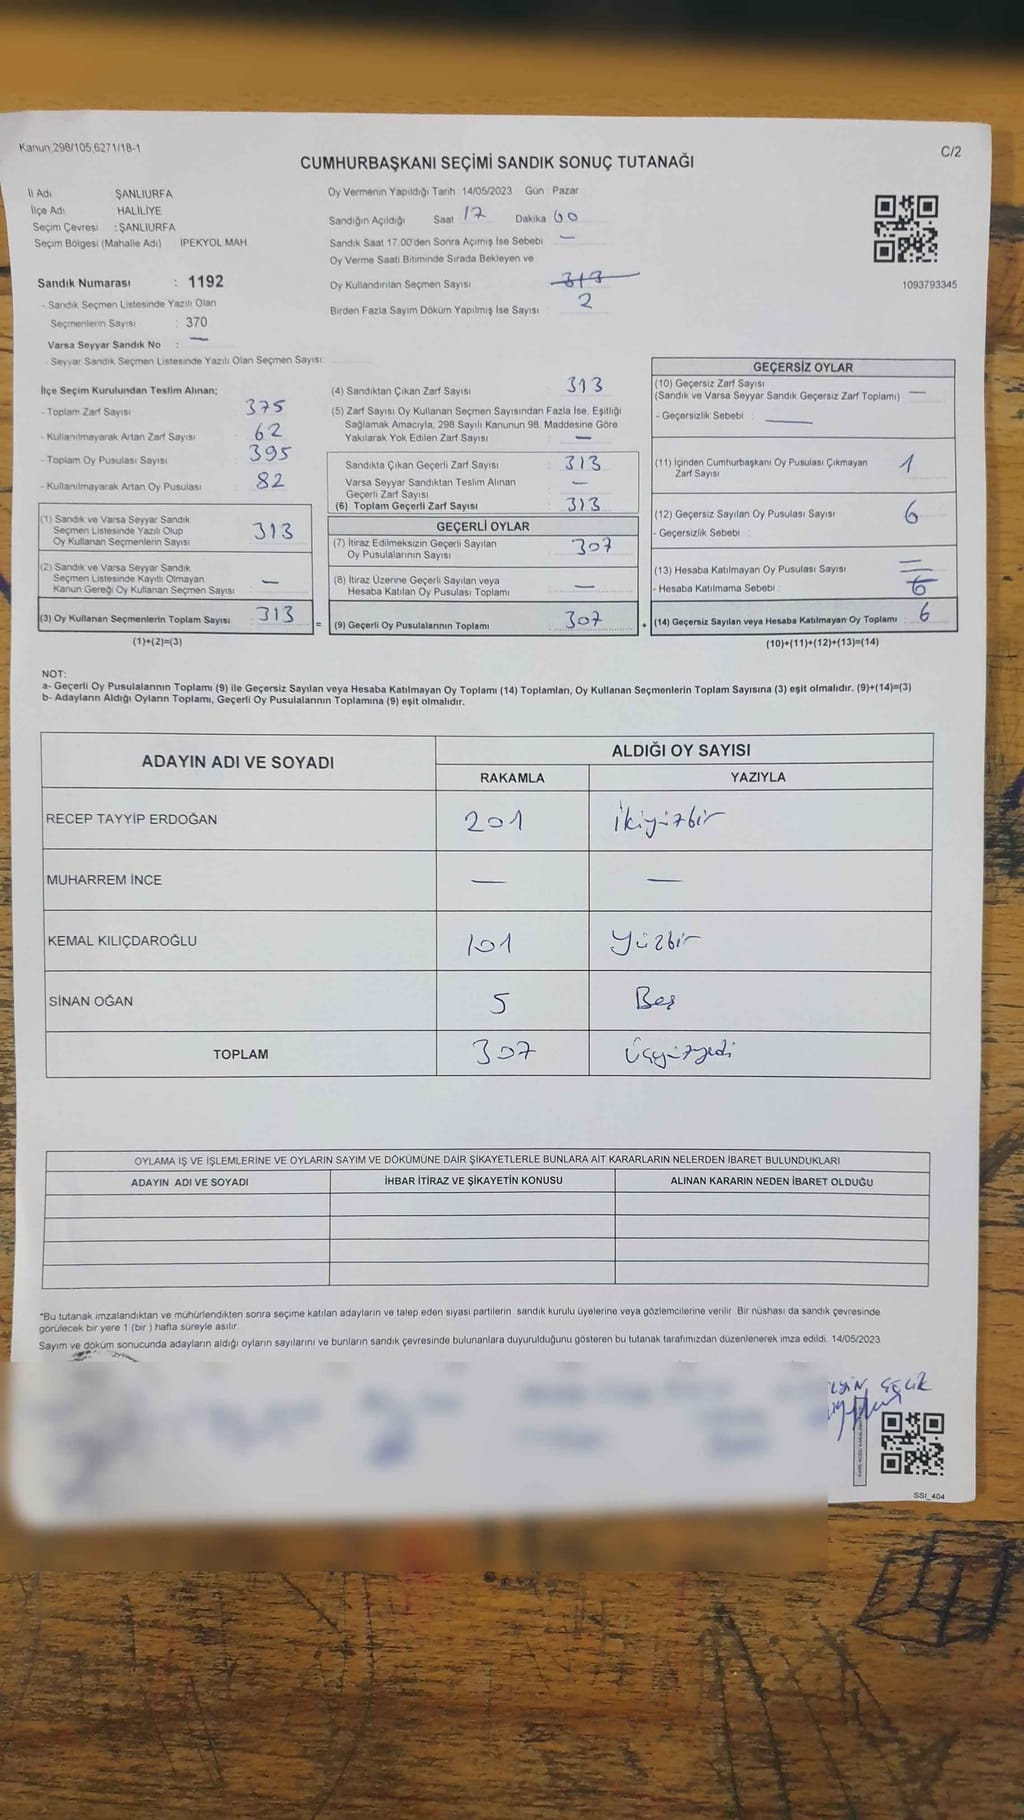 Kanun,298/105,6271/18-1
C/2
CUMHURBAŞKANI SEÇİMİ SANDIK SONUÇ TUTANAĞI
İl Adı ŞANLIURFA
İlçe Adı HALİLİYE
Seçim Çevresi : ŞANLIURFA
Seçim Bölgesi (Mahalle Adı) İPEKYOL MAH.
Sandık Numarası : 1192
- Sandık Seçmen Listesinde Yazılı Olan
Seçmenlerin Sayısı : 370
Varsa Seyyar Sandık No : —
- Seyyar Sandık Seçmen Listesinde Yazılı Olan Seçmen Sayısı:
Oy Vermenin Yapıldığı Tarih 14/05/2023 Gün Pazar
Sandığın Açıldığı Saat 17 Dakika 00
Sandık Saat 17.00'den Sonra Açımış İse Sebebi —
Oy Verme Saati Bitiminde Sırada Bekleyen ve
Oy Kullandırılan Seçmen Sayısı 313
Birden Fazla Sayım Döküm Yapılmış İse Sayısı : 2
1093793345
İlçe Seçim Kurulundan Teslim Alınan;
- Toplam Zarf Sayısı 375
- Kullanılmayarak Artan Zarf Sayısı 62
- Toplam Oy Pusulası Sayısı 395
- Kullanılmayarak Artan Oy Pusulası 82
(1) Sandık ve Varsa Seyyar Sandık
Seçmen Listesinde Yazılı Olup
Oy Kullanan Seçmenlerin Sayısı 313
(2) Sandık ve Varsa Seyyar Sandık
Seçmen Listesinde Kayıtlı Olmayan
Kanun Gereği Oy Kullanan Seçmen Sayısı —
(3) Oy Kullanan Seçmenlerin Toplam Sayısı 313
=
(1)+(2)=(3)
(4) Sandıktan Çıkan Zarf Sayısı 313
(5) Zarf Sayısı Oy Kullanan Seçmen Sayısından Fazla İse, Eşitliği
Sağlamak Amacıyla, 298 Sayılı Kanunun 98. Maddesine Göre
Yakılarak Yok Edilen Zarf Sayısı —
Sandıkta Çıkan Geçerli Zarf Sayısı 313
Varsa Seyyar Sandıktan Teslim Alınan
Geçerli Zarf Sayısı —
(6) Toplam Geçerli Zarf Sayısı 313
GEÇERLİ OYLAR
(7) İtiraz Edilmeksizin Geçerli Sayılan
Oy Pusulalarının Sayısı 307
(8) İtiraz Üzerine Geçerli Sayılan veya
Hesaba Katılan Oy Pusulası Toplamı —
(9) Geçerli Oy Pusulalarının Toplamı 307
+
GEÇERSİZ OYLAR
(10) Geçersiz Zarf Sayısı
(Sandık ve Varsa Seyyar Sandık Geçersiz Zarf Toplamı) —
- Geçersizlik Sebebi : —
(11) İçinden Cumhurbaşkanı Oy Pusulası Çıkmayan
Zarf Sayısı 1
(12) Geçersiz Sayılan Oy Pusulası Sayısı 6
- Geçersizlik Sebebi :
(13) Hesaba Katılmayan Oy Pusulası Sayısı —
- Hesaba Katılmama Sebebi : 6
(14) Geçersiz Sayılan veya Hesaba Katılmayan Oy Toplamı : 6
(10)+(11)+(12)+(13)=(14)
NOT:
a- Geçerli Oy Pusulalarının Toplamı (9) ile Geçersiz Sayılan veya Hesaba Katılmayan Oy Toplamı (14) Toplamları, Oy Kullanan Seçmenlerin Toplam Sayısına (3) eşit olmalıdır. (9)+(14)=(3)
b- Adayların Aldığı Oyların Toplamı, Geçerli Oy Pusulalarının Toplamına (9) eşit olmalıdır.
ADAYIN ADI VE SOYADI
ALDIĞI OY SAYISI
RAKAMLA YAZIYLA
RECEP TAYYİP ERDOĞAN 201 İkiyüzbir
MUHARREM İNCE — —
KEMAL KILIÇDAROĞLU 101 Yüzbir
SİNAN OĞAN 5 Beş
TOPLAM 307 Üçyüzyedi
OYLAMA İŞ VE İŞLEMLERİNE VE OYLARIN SAYIM VE DÖKÜMÜNE DAİR ŞİKAYETLERLE BUNLARA AİT KARARLARIN NELERDEN İBARET BULUNDUKLARI
ADAYIN ADI VE SOYADI İHBAR İTİRAZ VE ŞİKAYETİN KONUSU ALINAN KARARIN NEDEN İBARET OLDUĞU
*Bu tutanak imzalandıktan ve mühürlendikten sonra seçime katılan adayların ve talep eden siyasi partilerin sandık kurulu üyelerine veya gözlemcilerine verilir. Bir nüshası da sandık çevresinde
görülecek bir yere 1 (bir ) hafta süreyle asılır.
Sayım ve döküm sonucunda adayların aldığı oyların sayılarını ve bunların sandık çevresinde bulunanlara duyurulduğunu gösteren bu tutanak tarafımızdan düzenlenerek imza edildi. 14/05/2023
ÇELİK
SSI_404